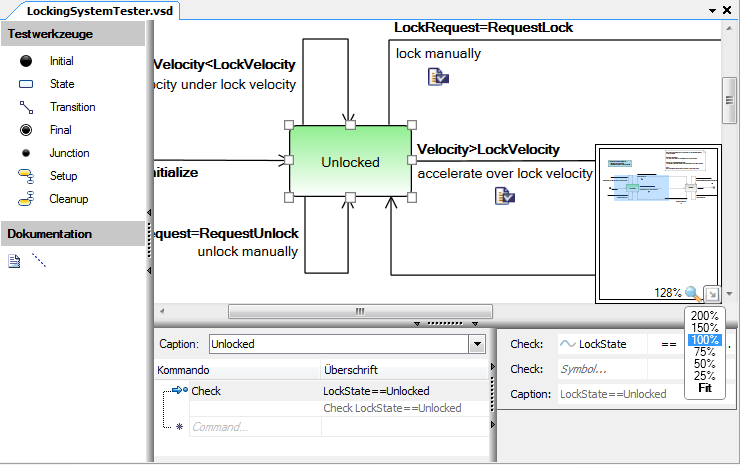 LockingSystemTester.vsd
Testwerkzeuge
Initial
State
Transition
Final
Junction
Setup
Cleanup
Dokumentation
LockRequest=RequestLock
lock manually
Velocity<LockVelocity
ocity under lock velocity
Unlocked
Velocity>LockVelocity
accelerate over lock velocity
nitialize
quest=RequestUnlock
unlock manually
128%
200%
150%
100%
75%
50%
25%
Fit
Caption: Unlocked
Kommando Überschrift
Check LockState==Unlocked
Check LockState==Unlocked
Command...
Check: LockState ==
Check: Symbol...
Caption: LockState==Unlocked